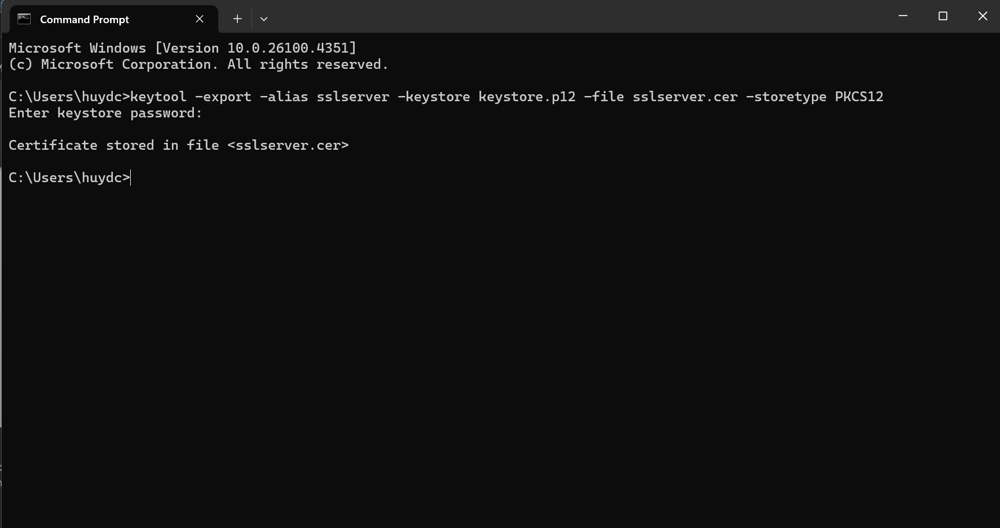 Command Prompt
Microsoft Windows [Version 10.0.26100.4351]
(c) Microsoft Corporation. All rights reserved.
C:\Users\huydc>keytool -export -alias sslserver -keystore keystore.p12 -file sslserver.cer -storetype PKCS12
Enter keystore password:
Certificate stored in file <sslserver.cer>
C:\Users\huydc>